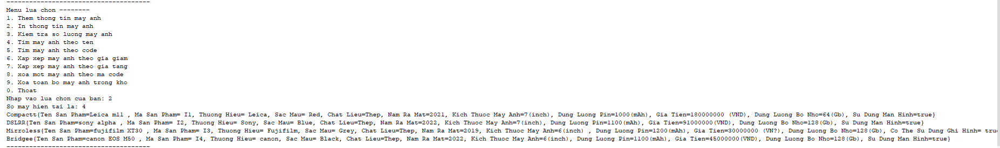 --------------------------------------
Menu lua chon --------
1. Them thong tin may anh
2. In thong tin may anh
3. Kiem tra so luong may anh
4. Tim may anh theo ten
5. Tim may anh theo code
6. Xap xep may anh theo gia giam
7. Xap xep may anh theo gia tang
8. xoa mot may anh theo ma code
9. Xoa toan bo may anh trong kho
0. Thoat
Nhap vao lua chon cua ban: 2
So may hien tai la: 4
Compactt{Ten San Pham=Leica m11 , Ma San Pham= I1, Thuong Hieu= Leica, Sac Mau= Red, Chat Lieu=Thep, Nam Ra Mat=2021, Kich Thuoc May Anh=7(inch), Dung Luong Pin=1000(mAh), Gia Tien=180000000 (VND), Dung Luong Bo Nho=64(Gb), Su Dung Man Hinh=true}
DSLRR{Ten San Pham=sony alpha , Ma San Pham= I2, Thuong Hieu= Sony, Sac Mau= Blue, Chat Lieu=Thep, Nam Ra Mat=2022, Kich Thuoc May Anh=7(inch), Dung Luong Pin=1100(mAh), Gia Tien=91000000(VND), Dung Luong Bo Nho=128(Gb), Su Dung Man Hinh=true}
Mirroless{Ten San Pham=fujifilm XT30 , Ma San Pham= I3, Thuong Hieu= Fujifilm, Sac Mau= Grey, Chat Lieu=Thep, Nam Ra Mat=2019, Kich Thuoc May Anh=6(inch) , Dung Luong Pin=1200(mAh), Gia Tien=30000000 (VN?), Dung Luong Bo Nho=128(Gb), Co The Su Dung Ghi Hinh= tru
Bridgee{Ten San Pham=canon EOS M50 , Ma San Pham= I4, Thuong Hieu= canon, Sac Mau= Black, Chat Lieu=Thep, Nam Ra Mat=2022, Kich Thuoc May Anh=6(inch), Dung Luong Pin=1100(mAh), Gia Tien=45000000(VND), Dung Luong Bo Nho=128(Gb), Su Dung Man Hinh=true}
--------------------------------------